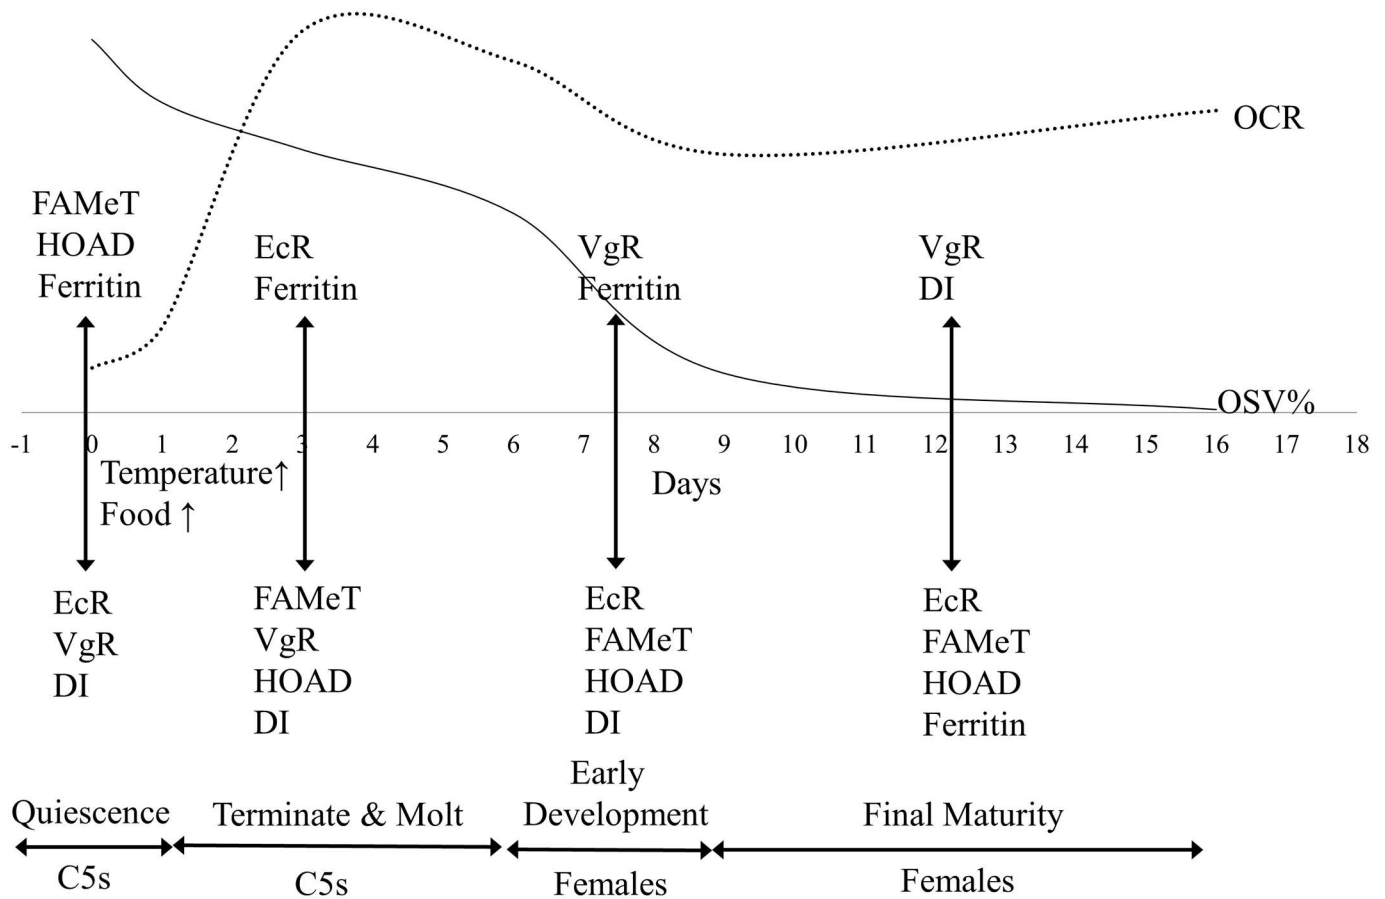 OCR
FAMeT
HOAD
Ferritin
EcR
Ferritin
VgR
Ferritin
VgR
DI
OSV%
-1 0 1 2 3 4 5 6 7 8 9 10 11 12 13 14 15 16 17 18
Temperature↑
Food ↑
Days
EcR
VgR
DI
FAMeT
VgR
HOAD
DI
EcR
FAMeT
HOAD
DI
EcR
FAMeT
HOAD
Ferritin
Quiescence
Terminate & Molt
Early
Development
Final Maturity
C5s
C5s
Females
Females